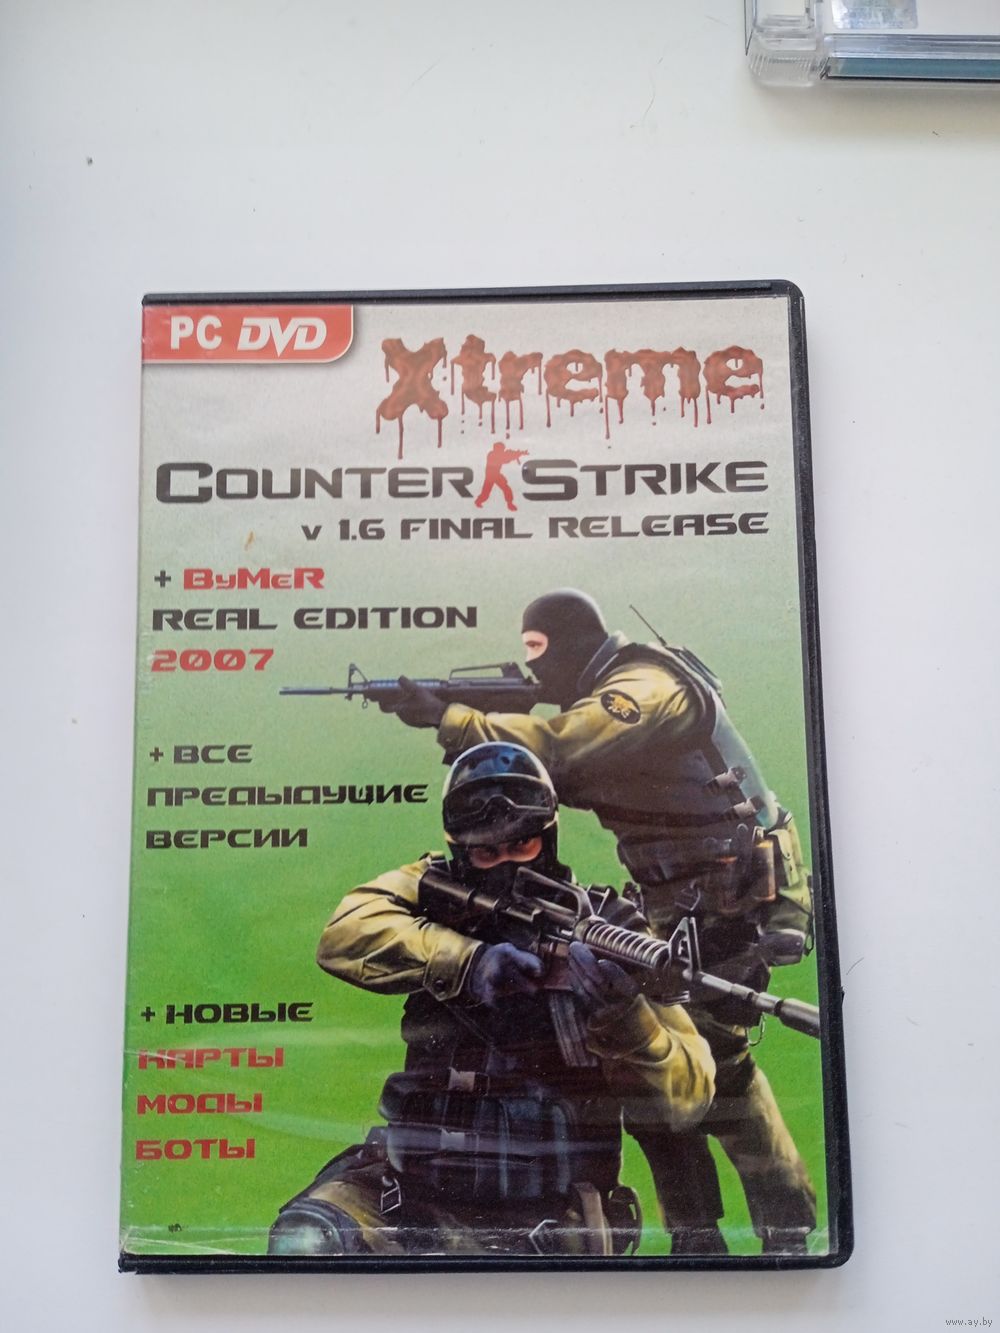 PC DVD
Xtreme
COUNTER STRIKE
v 1.6 FINAL RELEASE
+ ByMeR
REAL EDITION
2007
+ ВСЕ
ПРЕДЫДУЩИЕ
ВЕРСИИ
+ НОВЫЕ
КАРТЫ
МОДЫ
БОТЫ
www.ay.by